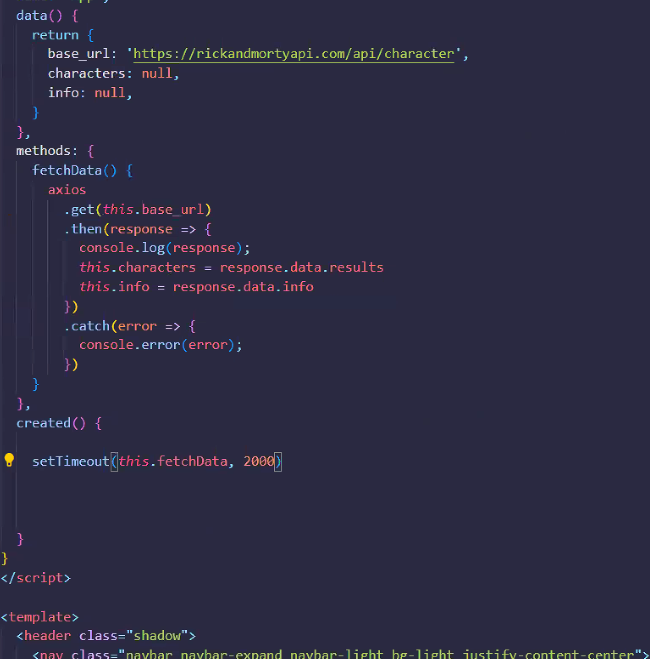 data() {
return {
base_url: 'https://rickandmortyapi.com/api/character',
characters: null,
info: null,
}
},
methods: {
fetchData() {
axios
.get(this.base_url)
.then(response => {
console.log(response);
this.characters = response.data.results
this.info = response.data.info
})
.catch(error => {
console.error(error);
})
}
},
created() {
setTimeout(this.fetchData, 2000)
}
}
</script>
<template>
<header class="shadow">
<nav class="navbar navbar-expand navbar-light bg-light justify-content-center">